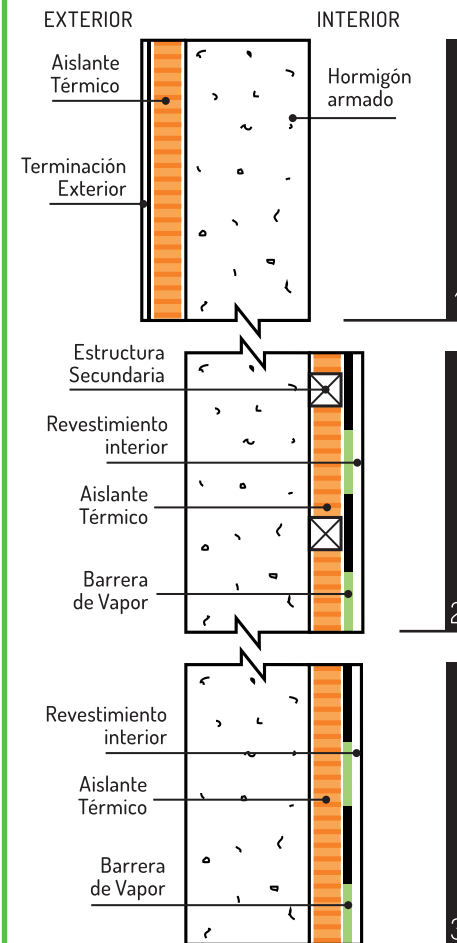 EXTERIOR
INTERIOR
Aislante
Térmico
Hormigón
armado
Terminación
Exterior
Estructura
Secundaria
Revestimiento
interior
Aislante
Térmico
Barrera
de Vapor
2
Revestimiento
interior
Aislante
Térmico
Barrera
de Vapor
3